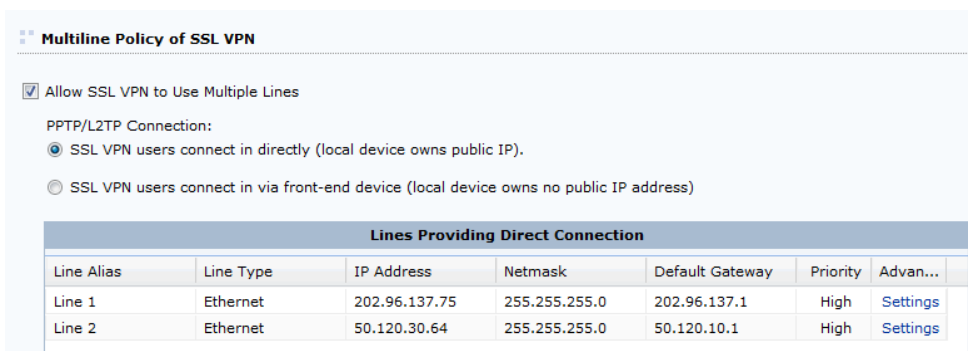 Multiline Policy of SSL VPN
Allow SSL VPN to Use Multiple Lines
PPTP/L2TP Connection:
SSL VPN users connect in directly (local device owns public IP).
SSL VPN users connect in via front-end device (local device owns no public IP address)
Lines Providing Direct Connection
Line Alias Line Type IP Address Netmask Default Gateway Priority Advan...
Line 1 Ethernet 202.96.137.75 255.255.255.0 202.96.137.1 High Settings
Line 2 Ethernet 50.120.30.64 255.255.255.0 50.120.10.1 High Settings